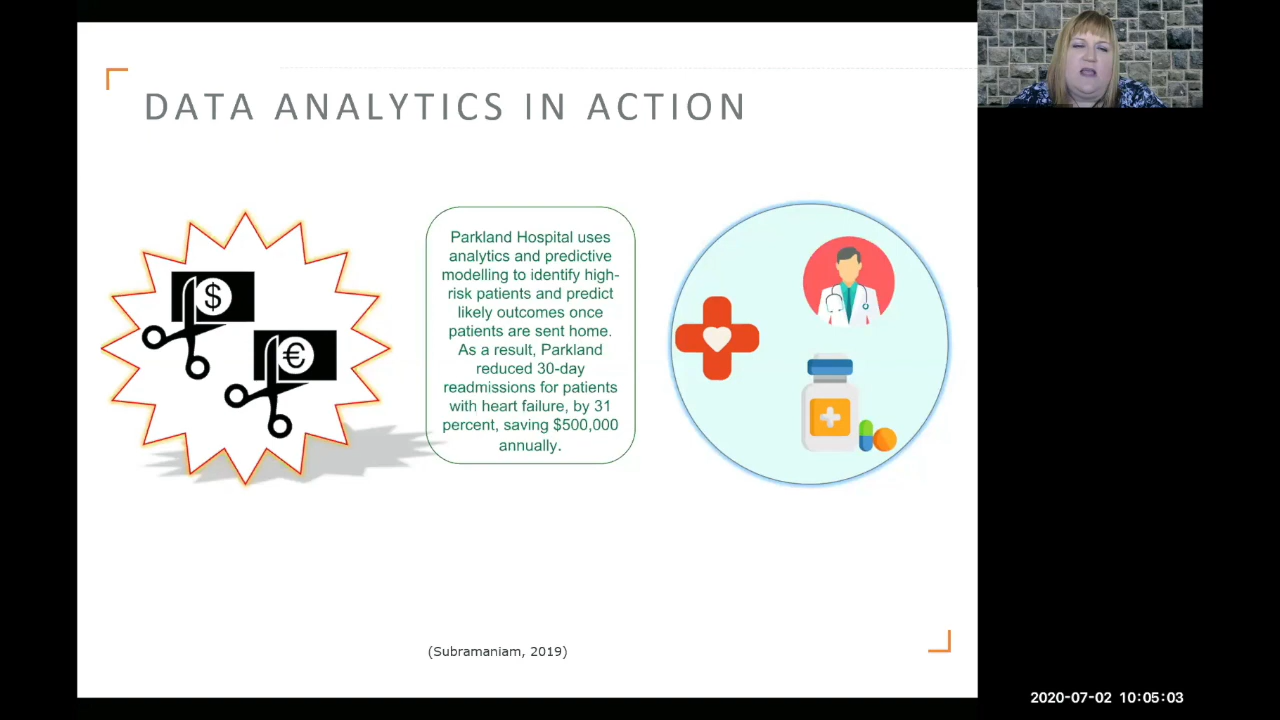 DATA ANALYTICS IN ACTION
$
€
Parkland Hospital uses
analytics and predictive
modelling to identify high-
risk patients and predict
likely outcomes once
patients are sent home.
As a result, Parkland
reduced 30-day
readmissions for patients
with heart failure, by 31
percent, saving $500,000
annually.
(Subramaniam, 2019)
2020-07-02 10:05:03